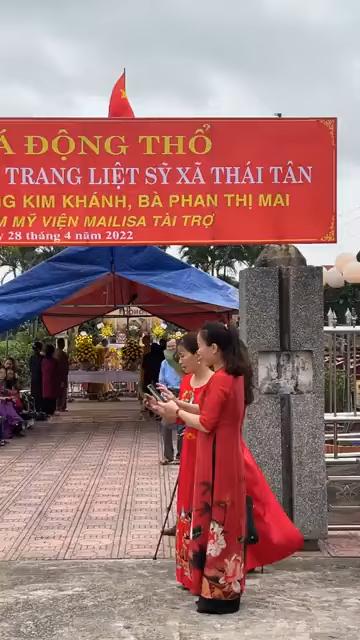 Á ĐỘNG THỔ
TRANG LIỆT SỸ XÃ THÁI TÂN
NG KIM KHÁNH, BÀ PHAN THỊ MAI
M MỸ VIỆN MAILISA TÀI TRỢ
y 28 tháng 4 năm 2022